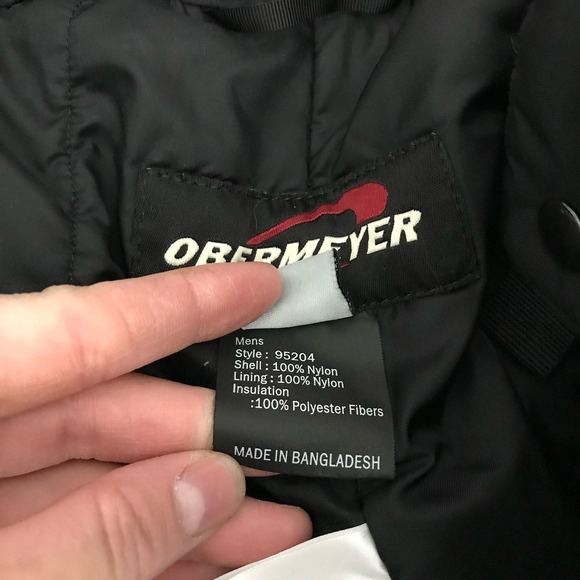 OBERMEYER
Mens
Style : 95204
Shell : 100% Nylon
Lining : 100% Nylon
Insulation
:100% Polyester Fibers
MADE IN BANGLADESH